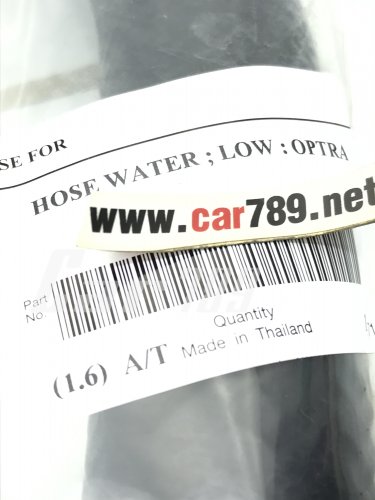 SE FOR
HOSE WATER ; LOW : OPTRA
www.car789.net
Part
No.
Quantity
(1.6) A/T Made in Thailand